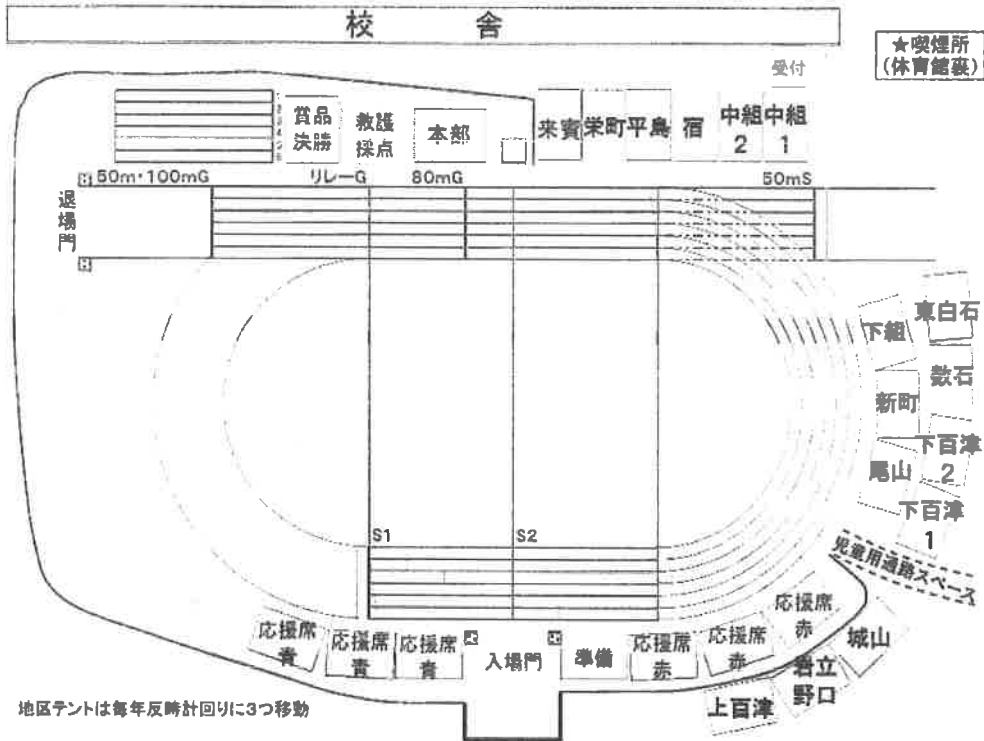 校舎
★喫煙所
(体育館裏)
受付
賞品
決勝
救護
採点
本部
来賓
栄町
平島
宿
中組
2
中組
1
50m・100mG
リレーG
80mG
50mS
退場門
東白石
下組
数石
新町
下百津
2
尾山
下百津
1
児童用通路スペース
S1
S2
応援席
青
応援席
青
応援席
青
入場門
準備
応援席
赤
応援席
赤
応援席
赤
城山
岩立
野口
上百津
地区テントは毎年反時計回りに3つ移動